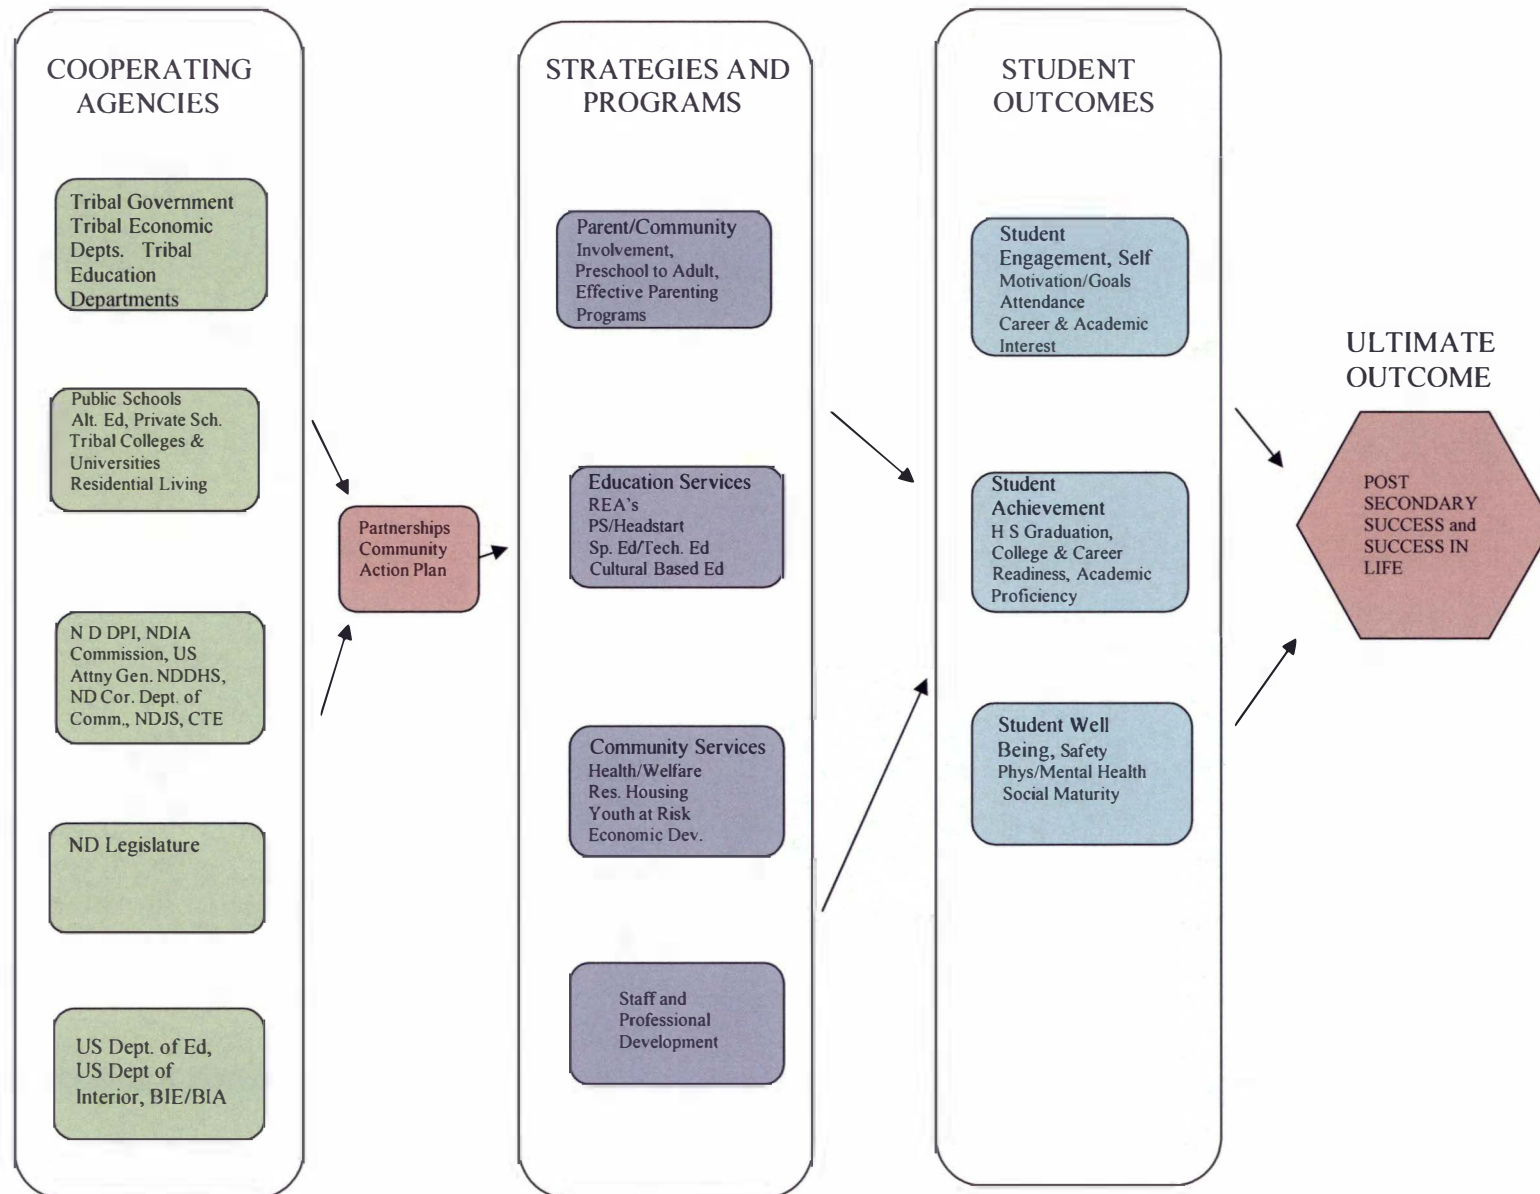 COOPERATING
AGENCIES
Tribal Government
Tribal Economic
Depts. Tribal
Education
Departments
Public Schools
Alt. Ed, Private Sch.
Tribal Colleges &
Universities
Residential Living
N D DPI, NDIA
Commission, US
Attny Gen. NDDHS,
ND Cor. Dept. of
Comm., NDJS, CTE
ND Legislature
US Dept. of Ed,
US Dept of
Interior, BIE/BIA
Partnerships
Community
Action Plan
STRATEGIES AND
PROGRAMS
Parent/Community
Involvement,
Preschool to Adult,
Effective Parenting
Programs
Education Services
REA's
PS/Headstart
Sp. Ed/Tech. Ed
Cultural Based Ed
Community Services
Health/Welfare
Res. Housing
Youth at Risk
Economic Dev.
Staff and
Professional
Development
STUDENT
OUTCOMES
Student
Engagement, Self
Motivation/Goals
Attendance
Career & Academic
Interest
Student
Achievement
H S Graduation,
College & Career
Readiness, Academic
Proficiency
Student Well
Being, Safety
Phys/Mental Health
Social Maturity
ULTIMATE
OUTCOME
POST
SECONDARY
SUCCESS and
SUCCESS IN
LIFE